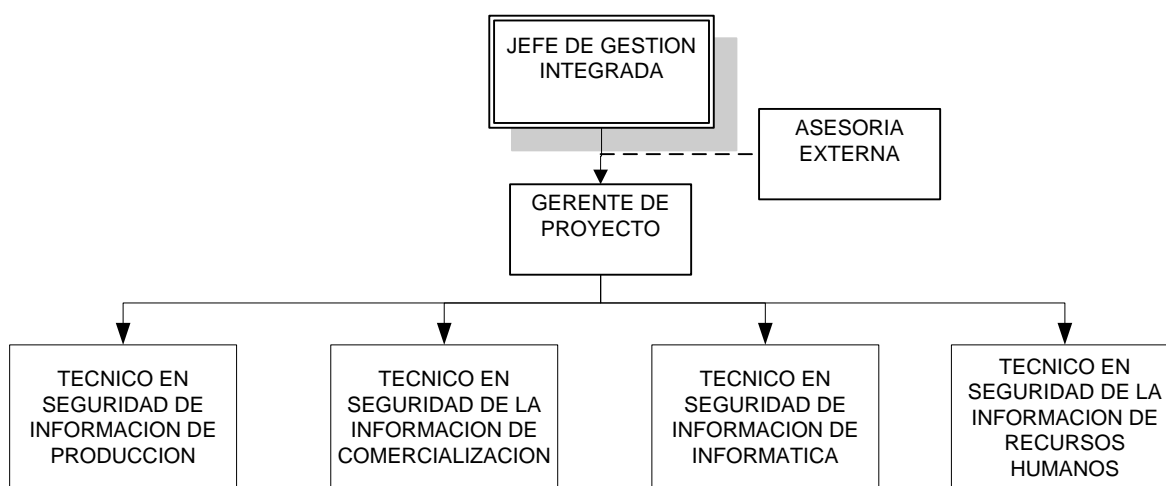 JEFE DE GESTION
INTEGRADA
ASESORIA
EXTERNA
GERENTE DE
PROYECTO
TECNICO EN
SEGURIDAD DE
INFORMACION DE
PRODUCCION
TECNICO EN
SEGURIDAD DE LA
INFORMACION DE
COMERCIALIZACION
TECNICO EN
SEGURIDAD DE
INFORMACION DE
INFORMATICA
TECNICO EN
SEGURIDAD DE LA
INFORMACION DE
RECURSOS
HUMANOS